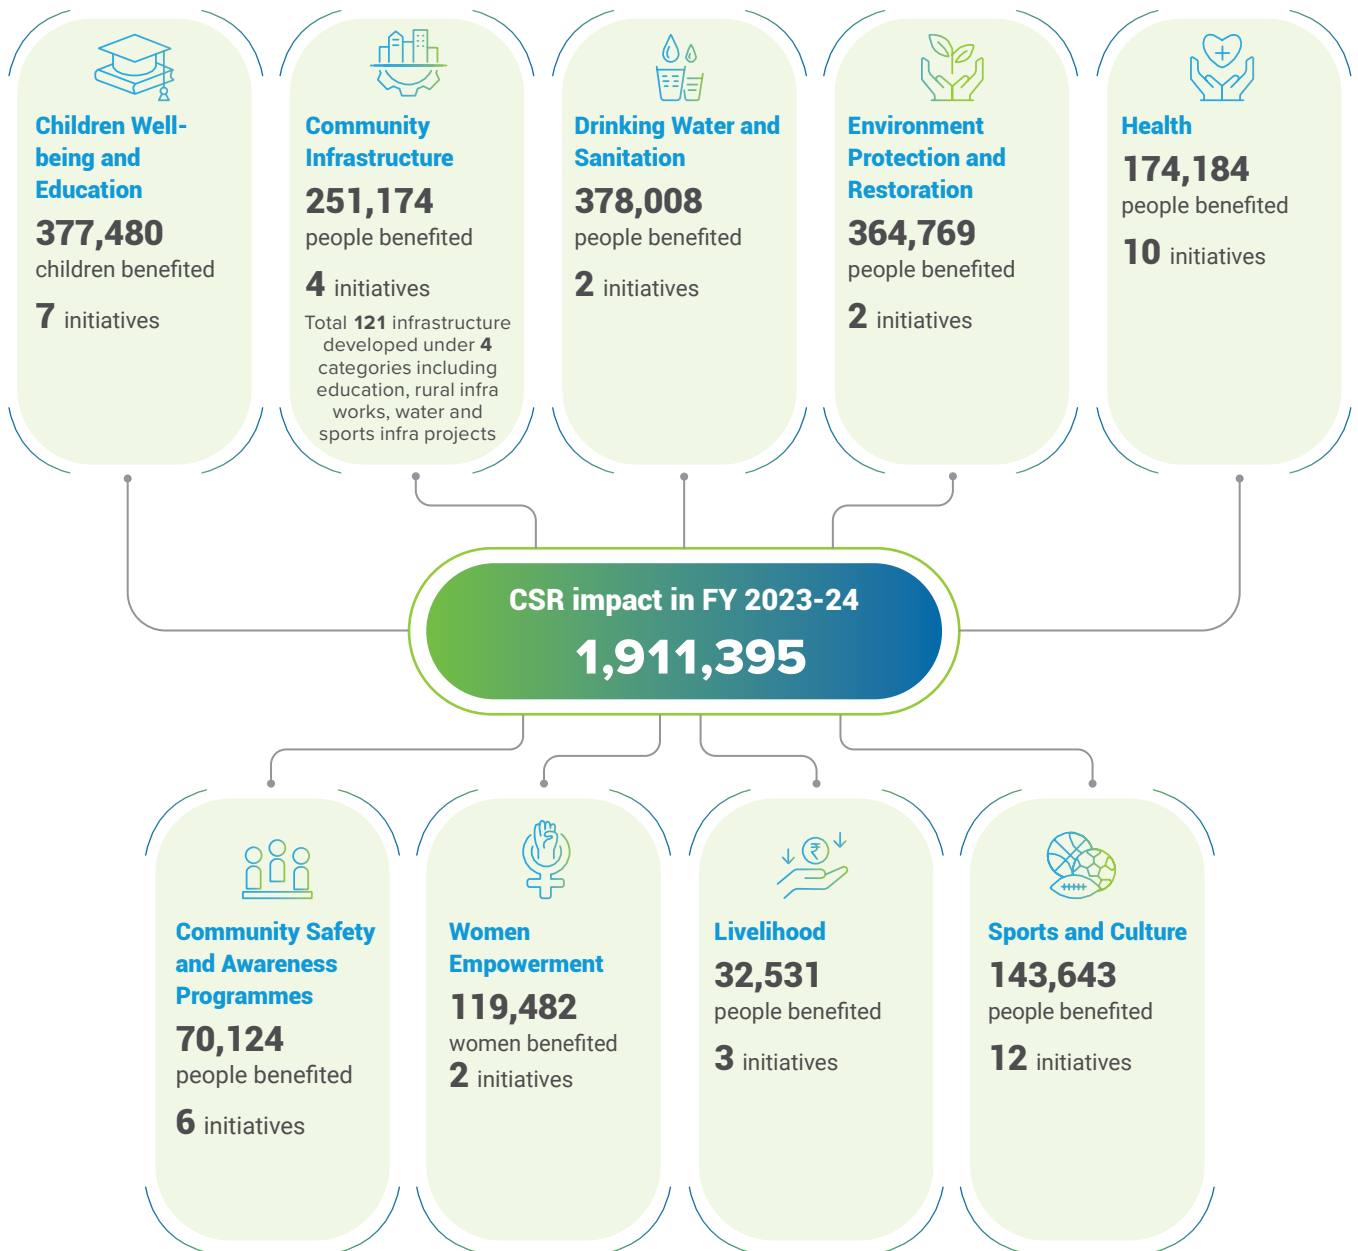 Children Well-
being and
Education
377,480
children benefited
7 initiatives
Community
Infrastructure
251,174
people benefited
4 initiatives
Total 121 infrastructure
developed under 4
categories including
education, rural infra
works, water and
sports infra projects
Drinking Water and
Sanitation
378,008
people benefited
2 initiatives
Environment
Protection and
Restoration
364,769
people benefited
2 initiatives
Health
174,184
people benefited
10 initiatives
CSR impact in FY 2023-24
1,911,395
Community Safety
and Awareness
Programmes
70,124
people benefited
6 initiatives
Women
Empowerment
119,482
women benefited
2 initiatives
₹
Livelihood
32,531
people benefited
3 initiatives
Sports and Culture
143,643
people benefited
12 initiatives